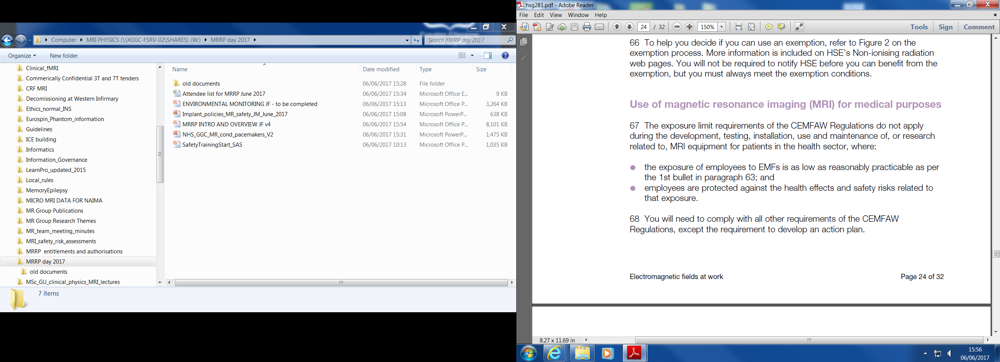 Computer ▸ MRI PHYSICS (\\XGGC-FSRV-02\SHARES) (W:) ▸ MRRP day 2017 ▸
Search MRRP day 2017
Organize
New folder
Clinical_fMRI
Commerically Confidential 3T and 7T tenders
CRF MRI
Decomissioning at Western Infirmary
Ethics_normal_INS
Eurospin_Phantom_information
Guidelines
ICE building
Informatics
Information_Governance
LearnPro_updated_2015
Local_rules
MemoryEpilepsy
MICRO MRI DATA FOR NAIMA
MR Group Publications
MR Group Research Themes
MR_team_meeting_minutes
MRI_safety_risk_assessments
MRRP  entitlements and authorisations
MRRP day 2017
old documents
MSc_GU_clinical_physics_MRI_lectures
Name Date modified Type Size
old documents 06/06/2017 15:28 File folder
Attendee list for MRRP June 2017 06/06/2017 15:34 Microsoft Office E... 9 KB
ENVIRONMENTAL MONITORING JF - to be completed 06/06/2017 15:13 Microsoft Office P... 3,264 KB
Implant_policies_MR_safety_JM_June_2017 06/06/2017 15:08 Microsoft PowerP... 638 KB
MRRP INTRO AND OVERVIEW JF v4 06/06/2017 15:54 Microsoft Office P... 8,101 KB
NHS_GGC_MR_cond_pacemakers_V2 06/06/2017 15:31 Microsoft PowerP... 1,475 KB
SafetyTrainingStart_SAS 06/06/2017 10:13 Microsoft Office P... 1,035 KB
7 items
hsg281.pdf - Adobe Reader
File Edit View Window Help
24 / 32 150% Tools Sign Comment
66 To help you decide if you can use an exemption, refer to Figure 2 on the
exemption process. More information is included on HSE's Non-ionising radiation
web pages. You will not be required to notify HSE before you can benefit from the
exemption, but you must always meet the exemption conditions.
Use of magnetic resonance imaging (MRI) for medical purposes
67 The exposure limit requirements of the CEMFAW Regulations do not apply
during the development, testing, installation, use and maintenance of, or research
related to, MRI equipment for patients in the health sector, where:
● the exposure of employees to EMFs is as low as reasonably practicable as per
the 1st bullet in paragraph 63; and
● employees are protected against the health effects and safety risks related to
that exposure.
68 You will need to comply with all other requirements of the CEMFAW
Regulations, except the requirement to develop an action plan.
Electromagnetic fields at work Page 24 of 32
8.27 x 11.69 in
15:56
06/06/2017